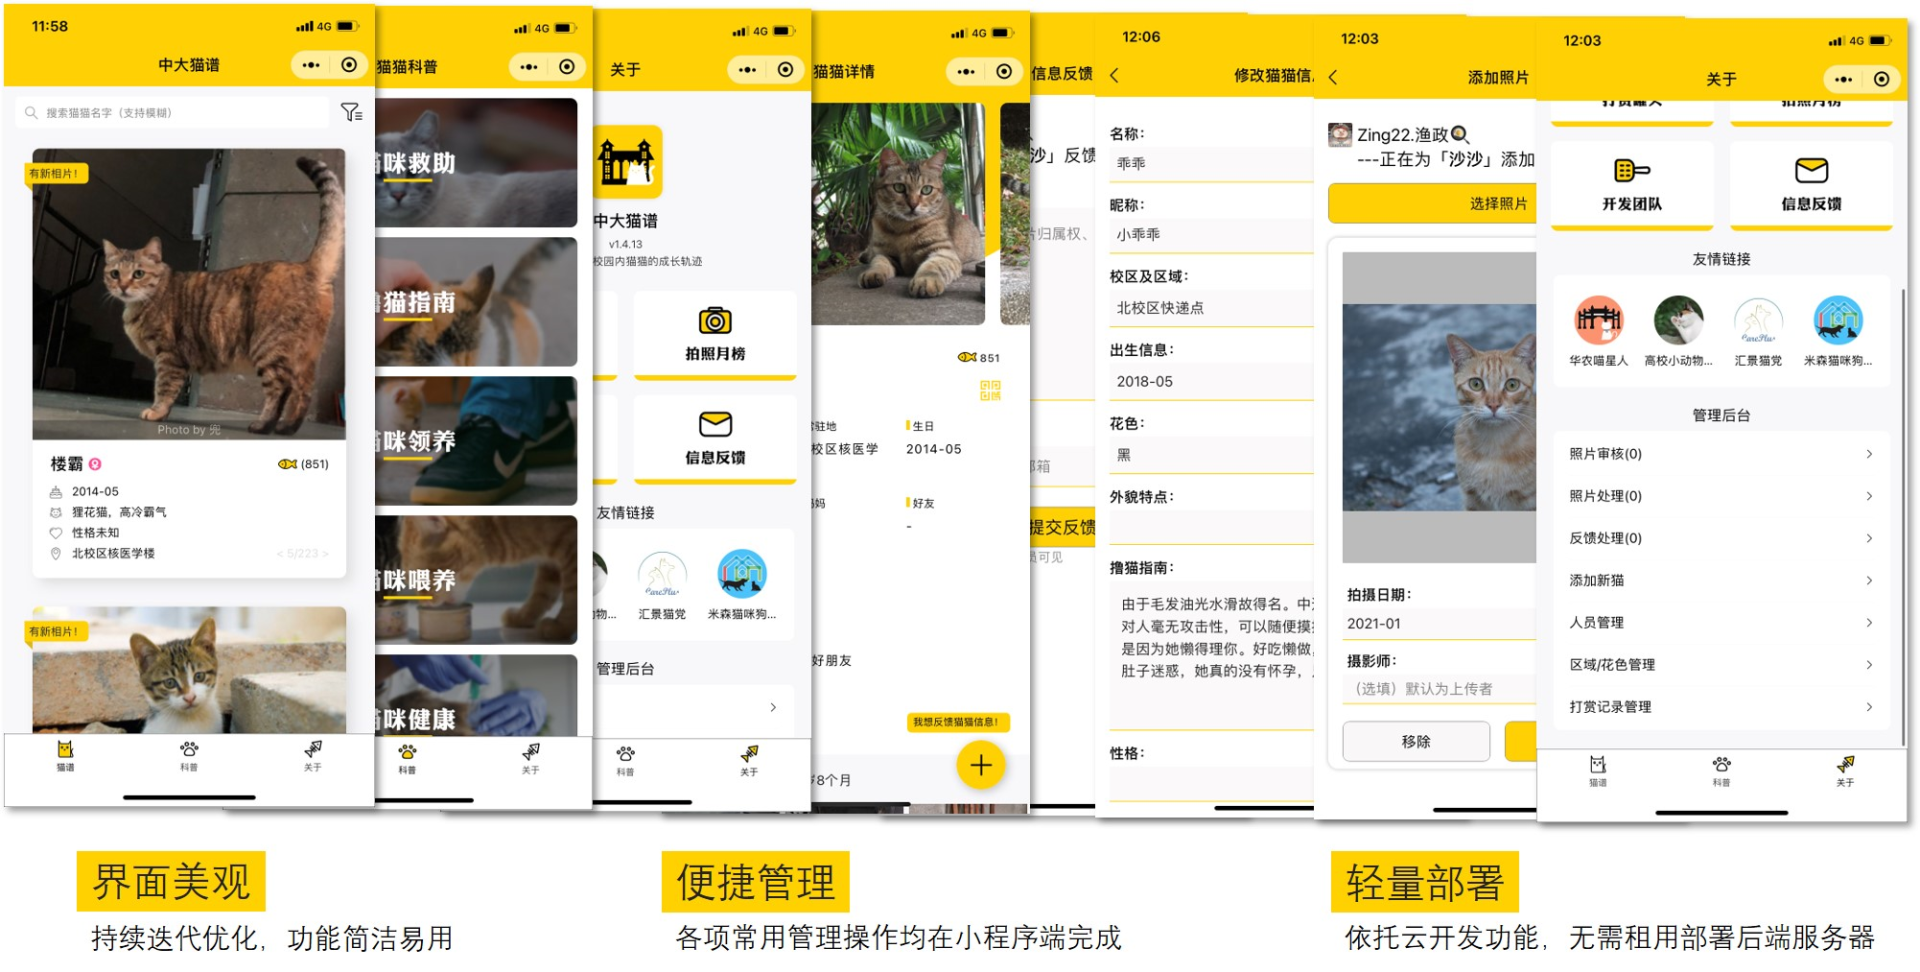 11:58
4G
中大猫谱
搜索猫猫名字（支持模糊）
有新相片！
Photo by 兜
楼霸
(851)
2014-05
狸花猫，高冷霸气
性格未知
北校区核医学楼
< 5/223 >
有新相片！
猫谱
科普
关于
4G
猫猫科普
咪救助
猫指南
咪领养
咪喂养
咪健康
科普
关于
4G
关于
中大猫谱
v1.4.13
校园内猫猫的成长轨迹
拍照月榜
信息反馈
友情链接
物...
汇景猫党
米森猫咪狗...
管理后台
科普
关于
4G
猫猫详情
851
驻地
生日
校区核医学
2014-05
妈
好友
-
好朋友
我想反馈猫猫信息！
8个月
信息反馈
沙」反馈
片归属权、
邮箱
提交反馈
员可见
12:06
修改猫猫信
名称：
乖乖
昵称：
小乖乖
校区及区域：
北校区快递点
出生信息：
2018-05
花色：
黑
外貌特点：
撸猫指南：
由于毛发油光水滑故得名。中
对人毫无攻击性，可以随便摸
是因为她懒得理你。好吃懒做，
肚子迷惑，她真的没有怀孕，
性格：
12:03
添加照片
Zing22.渔政
---正在为「沙沙」添加
选择照片
拍摄日期：
2021-01
摄影师：
（选填）默认为上传者
移除
12:03
4G
关于
打赏罐头
拍照月榜
开发团队
信息反馈
友情链接
华农喵星人
高校小动物...
汇景猫党
米森猫咪狗...
管理后台
照片审核(0)
照片处理(0)
反馈处理(0)
添加新猫
人员管理
区域/花色管理
打赏记录管理
猫谱
科普
关于
界面美观
持续迭代优化，功能简洁易用
便捷管理
各项常用管理操作均在小程序端完成
轻量部署
依托云开发功能，无需租用部署后端服务器